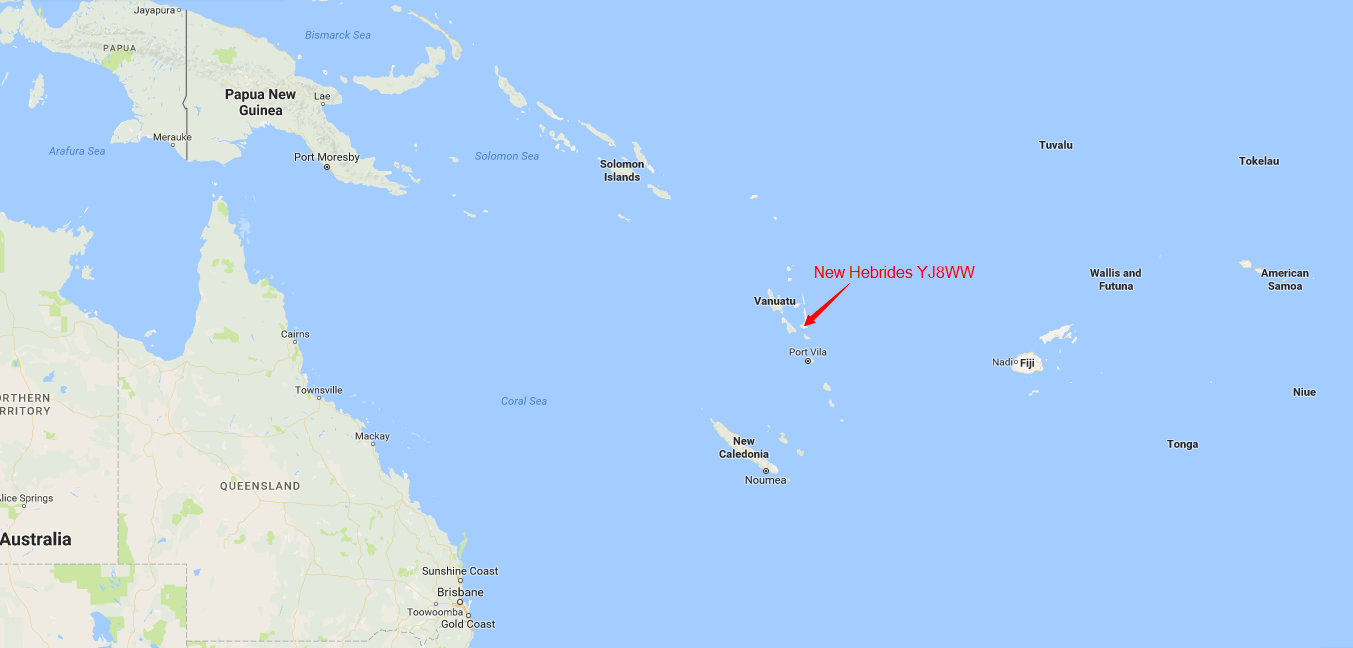 Jayapura
Bismarck Sea
PAPUA
Papua New
Guinea
Lae
Merauke
Arafura Sea
Port Moresby
Solomon Sea
Solomon
Islands
Tuvalu
Tokelau
New Hebrides YJ8WW
Wallis and
Futuna
American
Samoa
Vanuatu
Cairns
Port Vila
Nadi
Fiji
Townsville
Niue
ORTHERN
RRITORY
Coral Sea
Mackay
New
Caledonia
Tonga
Noumea
QUEENSLAND
lice Springs
Australia
Sunshine Coast
Brisbane
Toowoomba
Gold Coast